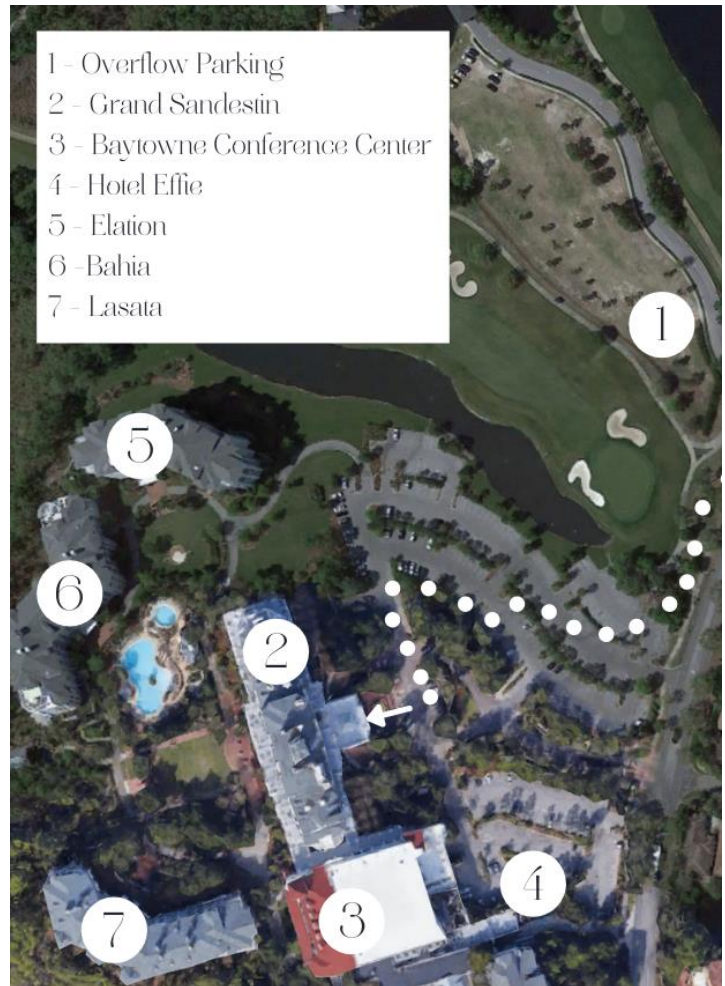 1 - Overflow Parking
2 - Grand Sandestin
3 - Baytowne Conference Center
4 - Hotel Effie
5 - Elation
6 -Bahia
7 - Lasata
1
5
6
2
4
3
7